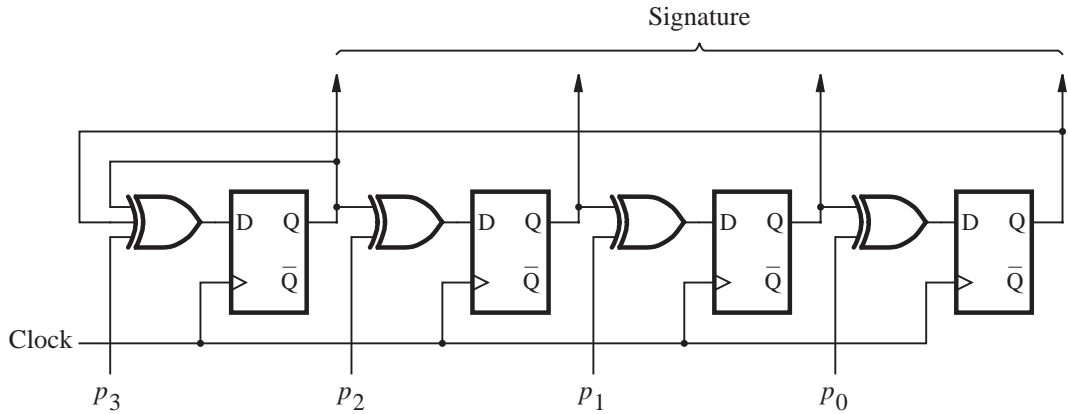 Signature
D Q D Q D Q D Q
Q̅ Q̅ Q̅ Q̅
Clock
p₃ p₂ p₁ p₀